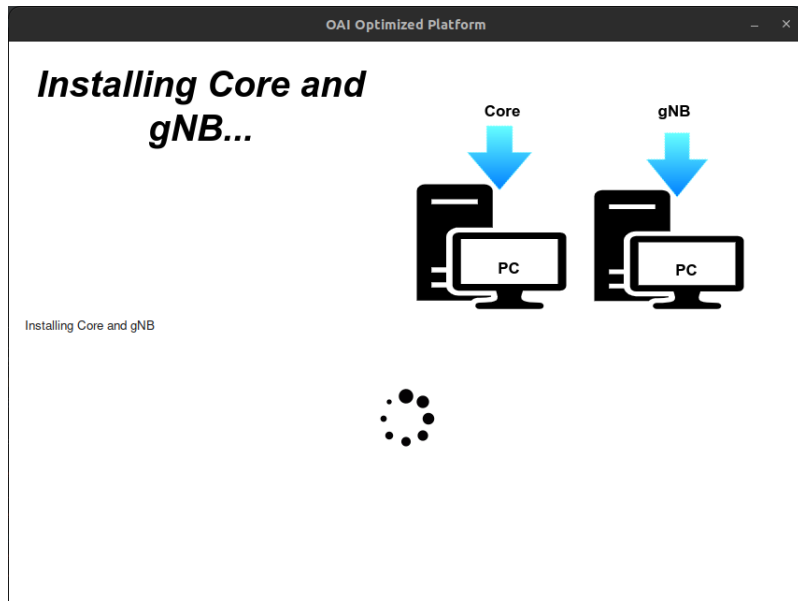 OAI Optimized Platform
Installing Core and
gNB...
Core
gNB
PC
PC
Installing Core and gNB